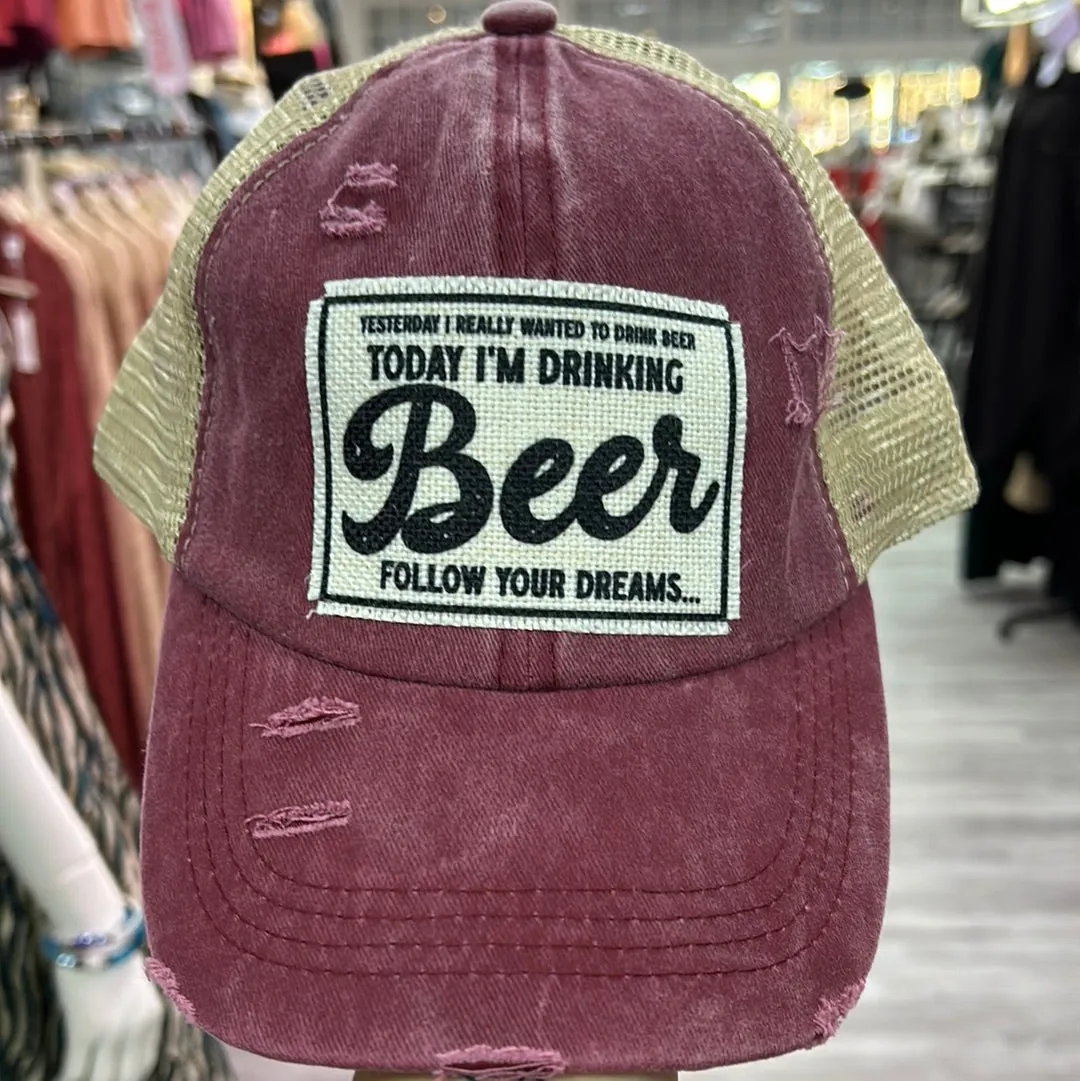 YESTERDAY I REALLY WANTED TO DRINK BEER
TODAY I'M DRINKING
Beer
FOLLOW YOUR DREAMS...